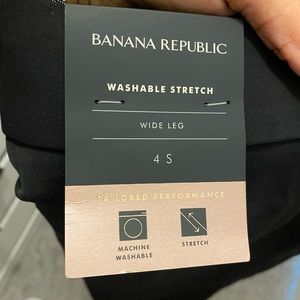 BANANA REPUBLIC
WASHABLE STRETCH
WIDE LEG
4 S
TAILORED PERFORMANCE
MACHINE
WASHABLE
STRETCH